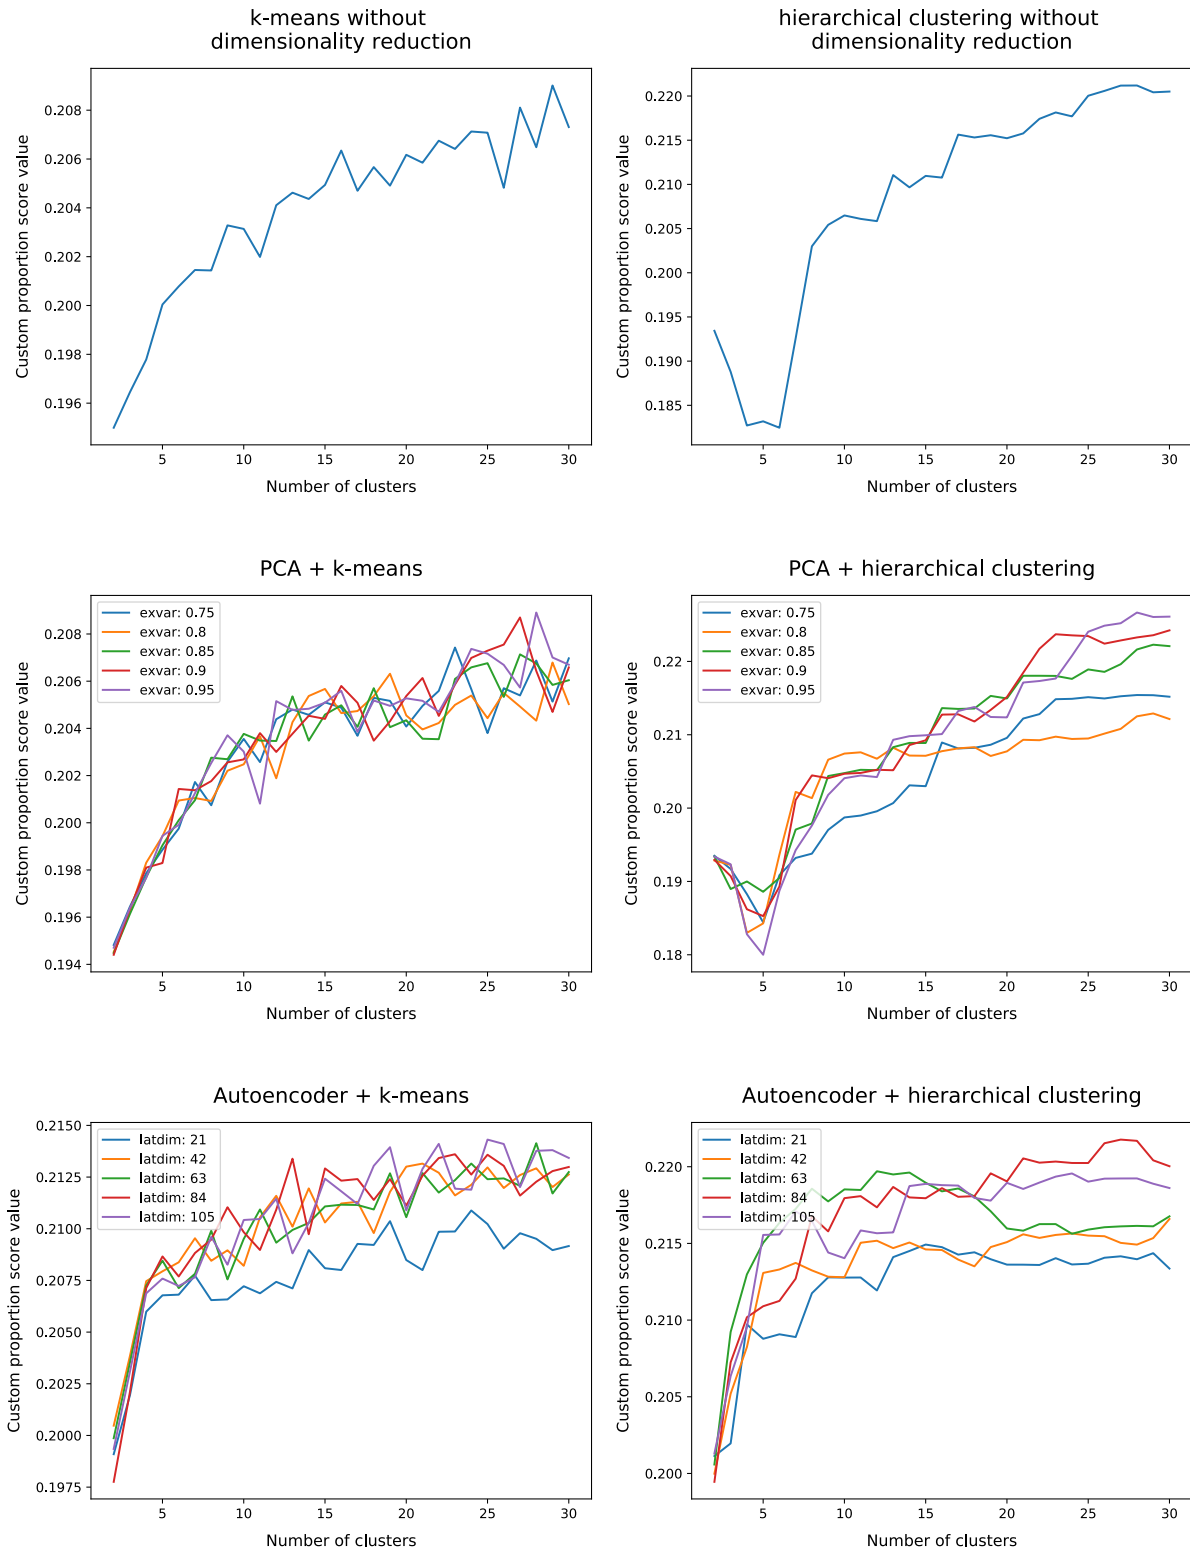 k-means without
dimensionality reduction
0.208
0.206
0.204
0.202
0.200
0.198
0.196
Custom proportion score value
5 10 15 20 25 30
Number of clusters
hierarchical clustering without
dimensionality reduction
0.220
0.215
0.210
0.205
0.200
0.195
0.190
0.185
Custom proportion score value
5 10 15 20 25 30
Number of clusters
PCA + k-means
exvar: 0.75
exvar: 0.8
exvar: 0.85
exvar: 0.9
exvar: 0.95
0.208
0.206
0.204
0.202
0.200
0.198
0.196
0.194
Custom proportion score value
5 10 15 20 25 30
Number of clusters
PCA + hierarchical clustering
exvar: 0.75
exvar: 0.8
exvar: 0.85
exvar: 0.9
exvar: 0.95
0.22
0.21
0.20
0.19
0.18
Custom proportion score value
5 10 15 20 25 30
Number of clusters
Autoencoder + k-means
latdim: 21
latdim: 42
latdim: 63
latdim: 84
latdim: 105
0.2150
0.2125
0.2100
0.2075
0.2050
0.2025
0.2000
0.1975
Custom proportion score value
5 10 15 20 25 30
Number of clusters
Autoencoder + hierarchical clustering
latdim: 21
latdim: 42
latdim: 63
latdim: 84
latdim: 105
0.220
0.215
0.210
0.205
0.200
Custom proportion score value
5 10 15 20 25 30
Number of clusters